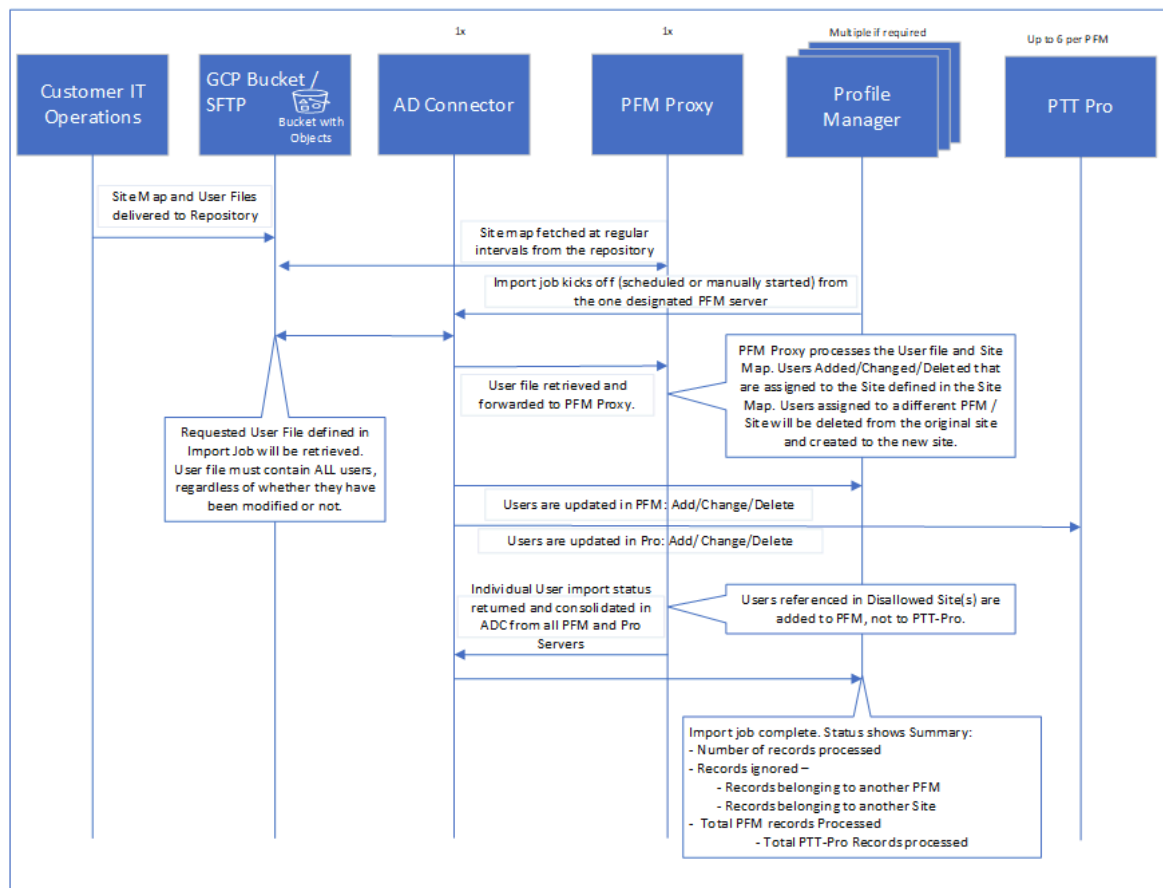 1x
1x
Multiple if required
Up to 6 per PFM
Customer IT
Operations
GCP Bucket /
SFTP
Bucket with
Objects
AD Connector
PFM Proxy
Profile
Manager
PTT Pro
Site Map and User Files
delivered to Repository
Site map fetched at regular
intervals from the repository
Import job kicks off (scheduled or manually started) from
the one designated PFM server
PFM Proxy processes the User file and Site
Map. Users Added/Changed/Deleted that
are assigned to the Site defined in the Site
Map. Users assigned to a different PFM /
Site will be deleted from the original site
and created to the new site.
User file retrieved and
forwarded to PFM Proxy.
Requested User File defined in
Import Job will be retrieved.
User file must contain ALL users,
regardless of whether they have
been modified or not.
Users are updated in PFM: Add/Change/Delete
Users are updated in Pro: Add/Change/Delete
Individual User import status
returned and consolidated in
ADC from all PFM and Pro
Servers
Users referenced in Disallowed Site(s) are
added to PFM, not to PTT-Pro.
Import job complete. Status shows Summary:
- Number of records processed
- Records ignored –
- Records belonging to another PFM
- Records belonging to another Site
- Total PFM records Processed
- Total PTT-Pro Records processed